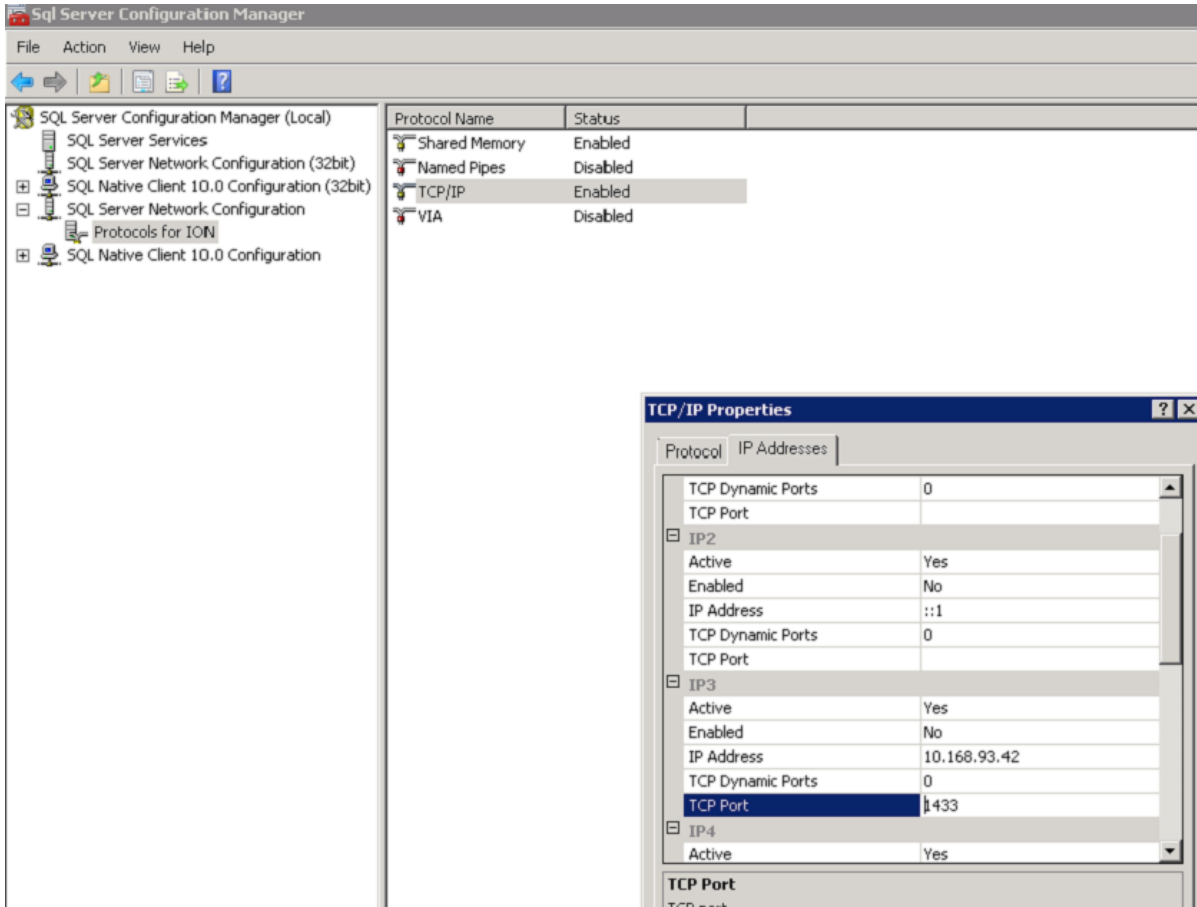 Sql Server Configuration Manager
File Action View Help
SQL Server Configuration Manager (Local)
SQL Server Services
SQL Server Network Configuration (32bit)
SQL Native Client 10.0 Configuration (32bit)
SQL Server Network Configuration
Protocols for ION
SQL Native Client 10.0 Configuration
Protocol Name Status
Shared Memory Enabled
Named Pipes Disabled
TCP/IP Enabled
VIA Disabled
TCP/IP Properties
Protocol IP Addresses
TCP Dynamic Ports 0
TCP Port
IP2
Active Yes
Enabled No
IP Address ::1
TCP Dynamic Ports 0
TCP Port
IP3
Active Yes
Enabled No
IP Address 10.168.93.42
TCP Dynamic Ports 0
TCP Port 1433
IP4
Active Yes
TCP Port
TCP port